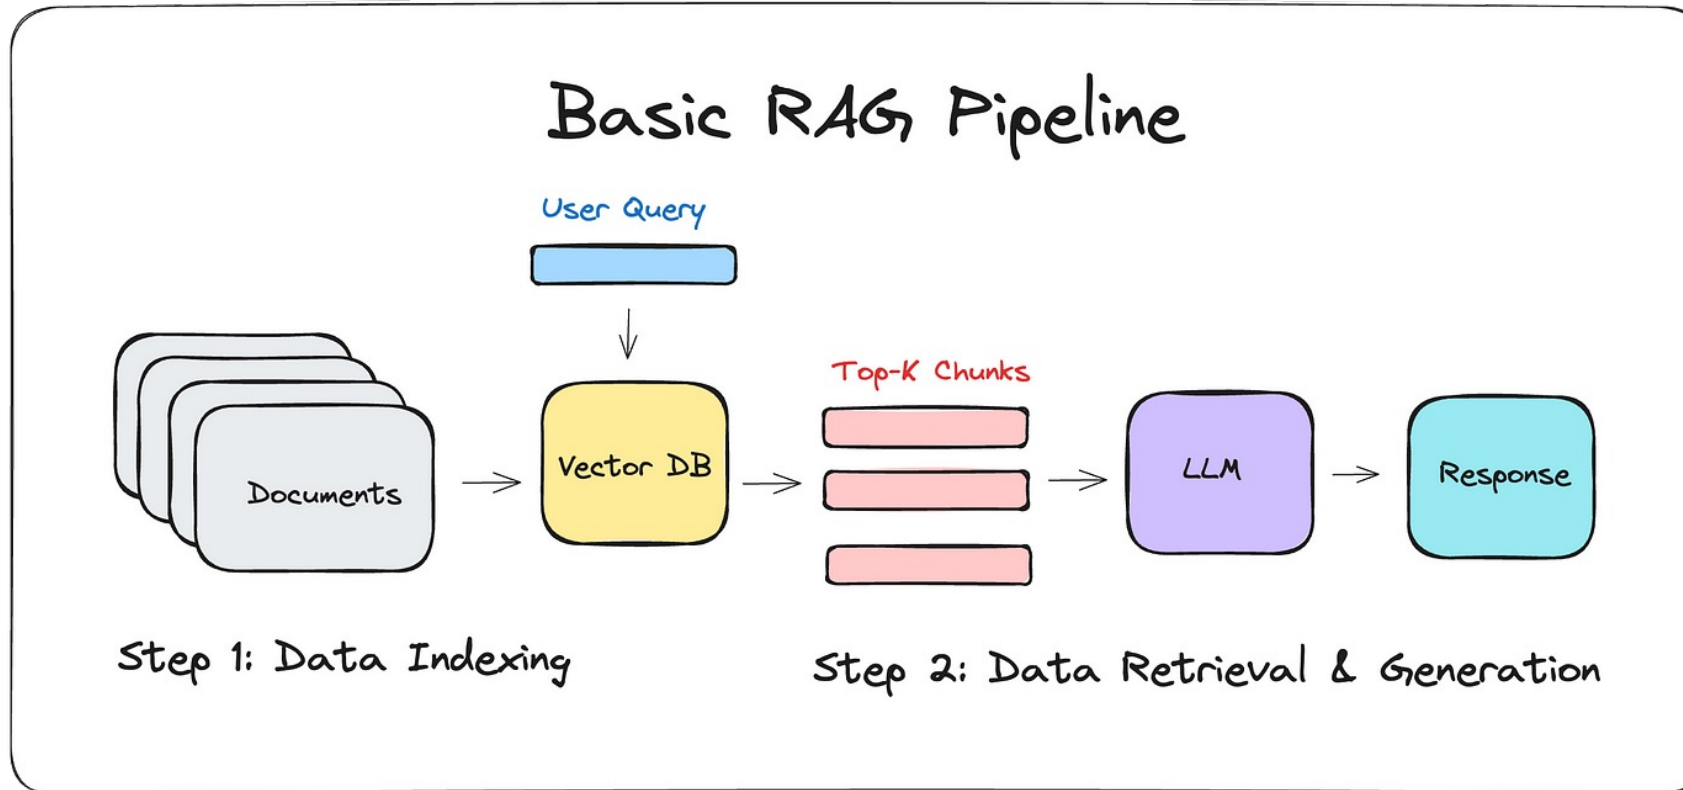 Basic RAG Pipeline
User Query
Top-K Chunks
Documents
Vector DB
LLM
Response
Step 1: Data Indexing
Step 2: Data Retrieval & Generation